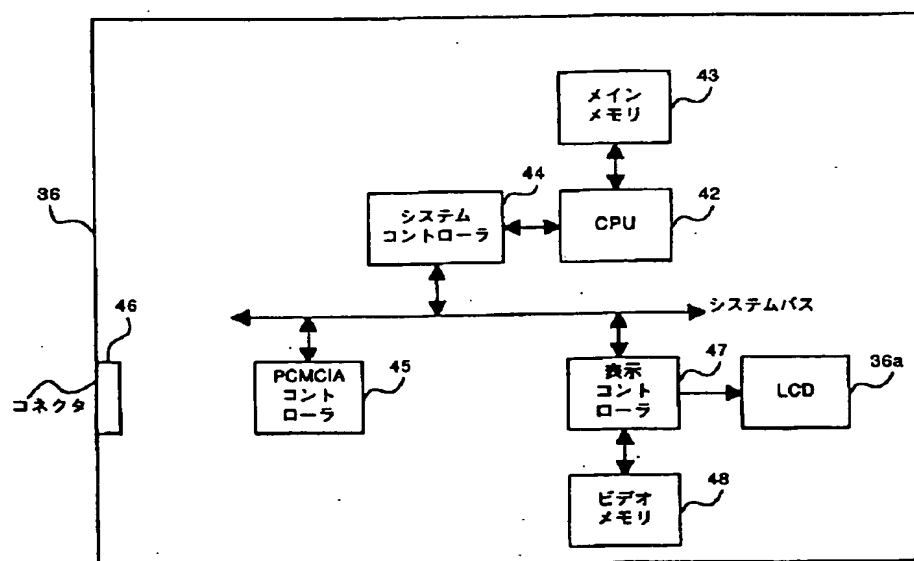 43
メイン
メモリ
44
36
システム
コントローラ
CPU
42
システムバス
46
PCMCIA
コント
ローラ
45
表示
コント
ローラ
47
LCD
36a
コネクタ
ビデオ
メモリ
48